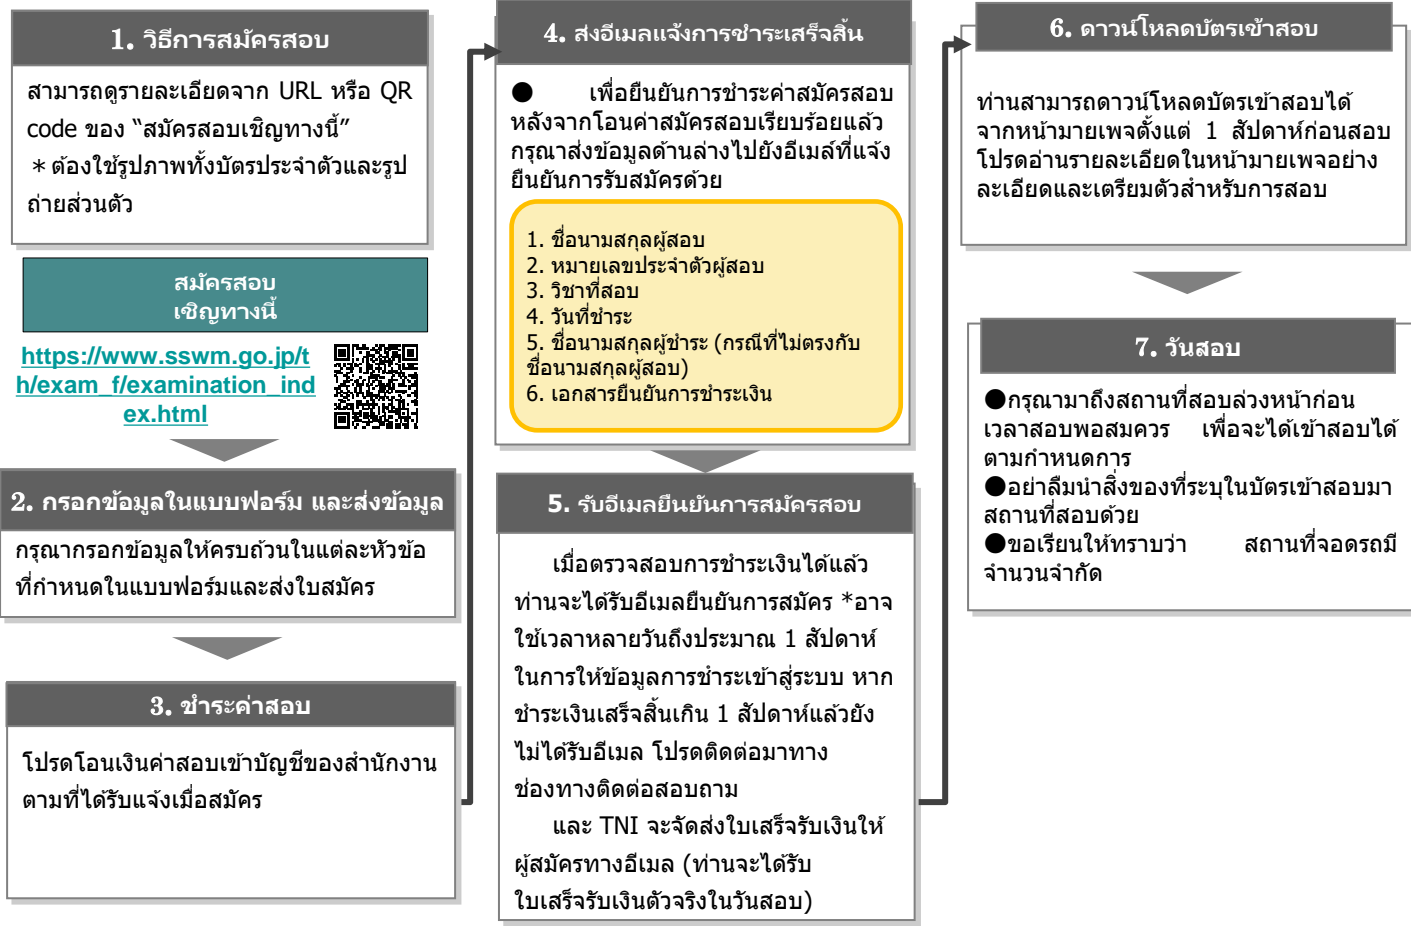 1. วิธีการสมัครสอบ
สามารถดูรายละเอียดจาก URL หรือ QR
code ของ “สมัครสอบเชิญทางนี้”
＊ต้องใช้รูปภาพทั้งบัตรประจำตัวและรูป
ถ่ายส่วนตัว
สมัครสอบ
เชิญทางนี้
https://www.sswm.go.jp/t
h/exam_f/examination_ind
ex.html
2. กรอกข้อมูลในแบบฟอร์ม และส่งข้อมูล
กรุณากรอกข้อมูลให้ครบถ้วนในแต่ละหัวข้อ
ที่กำหนดในแบบฟอร์มและส่งใบสมัคร
3. ชำระค่าสอบ
โปรดโอนเงินค่าสอบเข้าบัญชีของสำนักงาน
ตามที่ได้รับแจ้งเมื่อสมัคร
4. ส่งอีเมลแจ้งการชำระเสร็จสิ้น
● เพื่อยืนยันการชำระค่าสมัครสอบ
หลังจากโอนค่าสมัครสอบเรียบร้อยแล้ว
กรุณาส่งข้อมูลด้านล่างไปยังอีเมล์ที่แจ้ง
ยืนยันการรับสมัครด้วย
1. ชื่อนามสกุลผู้สอบ
2. หมายเลขประจำตัวผู้สอบ
3. วิชาที่สอบ
4. วันที่ชำระ
5. ชื่อนามสกุลผู้ชำระ (กรณีที่ไม่ตรงกับ
ชื่อนามสกุลผู้สอบ)
6. เอกสารยืนยันการชำระเงิน
5. รับอีเมลยืนยันการสมัครสอบ
เมื่อตรวจสอบการชำระเงินได้แล้ว
ท่านจะได้รับอีเมลยืนยันการสมัคร *อาจ
ใช้เวลาหลายวันถึงประมาณ 1 สัปดาห์
ในการให้ข้อมูลการชำระเข้าสู่ระบบ หาก
ชำระเงินเสร็จสิ้นเกิน 1 สัปดาห์แล้วยัง
ไม่ได้รับอีเมล โปรดติดต่อมาทาง
ช่องทางติดต่อสอบถาม
และ TNI จะจัดส่งใบเสร็จรับเงินให้
ผู้สมัครทางอีเมล (ท่านจะได้รับ
ใบเสร็จรับเงินตัวจริงในวันสอบ)
6. ดาวน์โหลดบัตรเข้าสอบ
ท่านสามารถดาวน์โหลดบัตรเข้าสอบได้
จากหน้ามายเพจตั้งแต่ 1 สัปดาห์ก่อนสอบ
โปรดอ่านรายละเอียดในหน้ามายเพจอย่าง
ละเอียดและเตรียมตัวสำหรับการสอบ
7. วันสอบ
●กรุณามาถึงสถานที่สอบล่วงหน้าก่อน
เวลาสอบพอสมควร เพื่อจะได้เข้าสอบได้
ตามกำหนดการ
●อย่าลืมนำสิ่งของที่ระบุในบัตรเข้าสอบมา
สถานที่สอบด้วย
●ขอเรียนให้ทราบว่า สถานที่จอดรถมี
จำนวนจำกัด